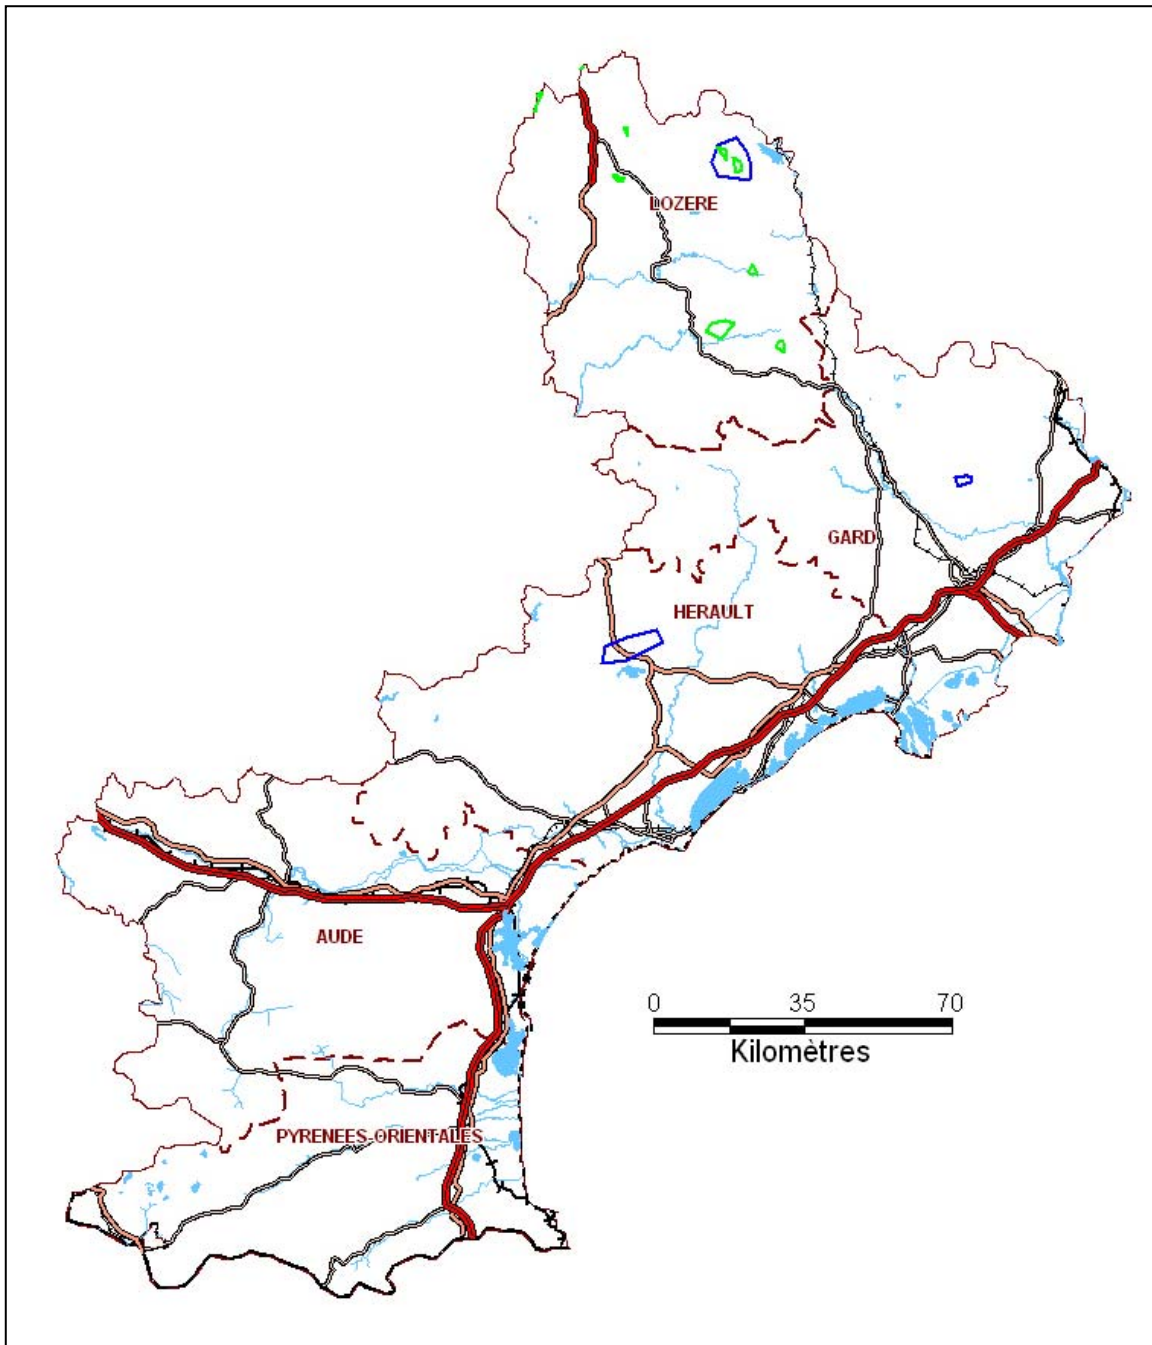 LOZERE
GARD
HERAULT
AUDE
0 35 70
Kilomètres
PYRENEES-ORIENTALES